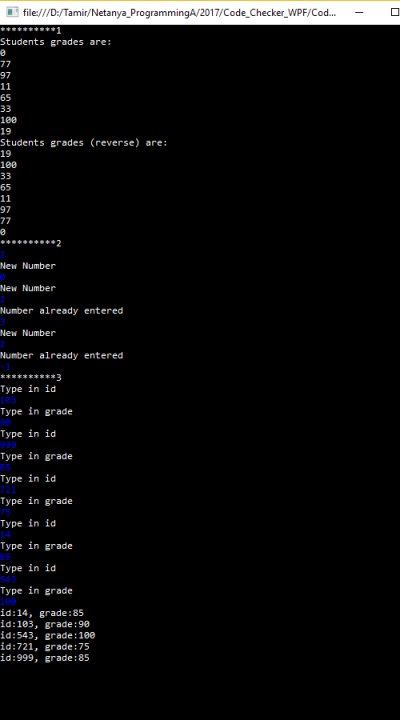 file:///D:/Tamir/Netanya_ProgrammingA/2017/Code_Checker_WPF/Cod...
**********1
Students grades are:
0
77
97
11
65
33
100
19
Students grades (reverse) are:
19
100
33
65
11
97
77
0
**********2
2
New Number
0
New Number
2
Number already entered
3
New Number
2
Number already entered
-1
**********3
Type in id
103
Type in grade
90
Type in id
999
Type in grade
85
Type in id
721
Type in grade
75
Type in id
14
Type in grade
85
Type in id
543
Type in grade
100
id:14, grade:85
id:103, grade:90
id:543, grade:100
id:721, grade:75
id:999, grade:85